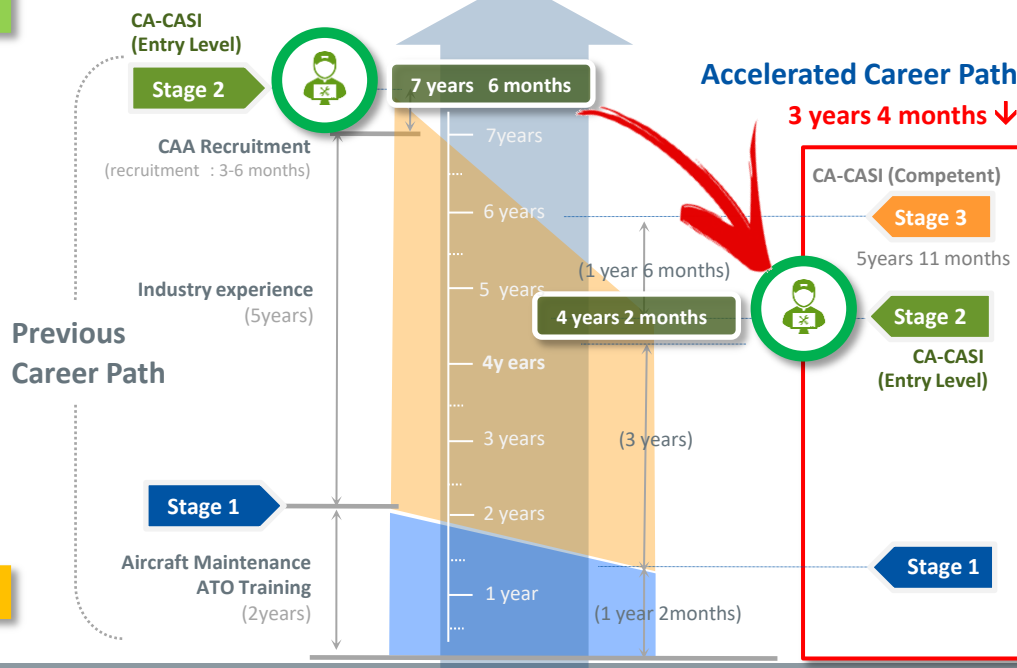 CA-CASI
(Entry Level)
Stage 2
7 years 6 months
CAA Recruitment
(recruitment : 3-6 months)
Industry experience
(5years)
Previous
Career Path
Stage 1
Aircraft Maintenance
ATO Training
(2years)
7years
6 years
5 years
4y ears
3 years
2 years
1 year
(1 year 6 months)
4 years 2 months
(3 years)
(1 year 2months)
Accelerated Career Path
3 years 4 months ↓
CA-CASI (Competent)
Stage 3
5years 11 months
Stage 2
CA-CASI
(Entry Level)
Stage 1